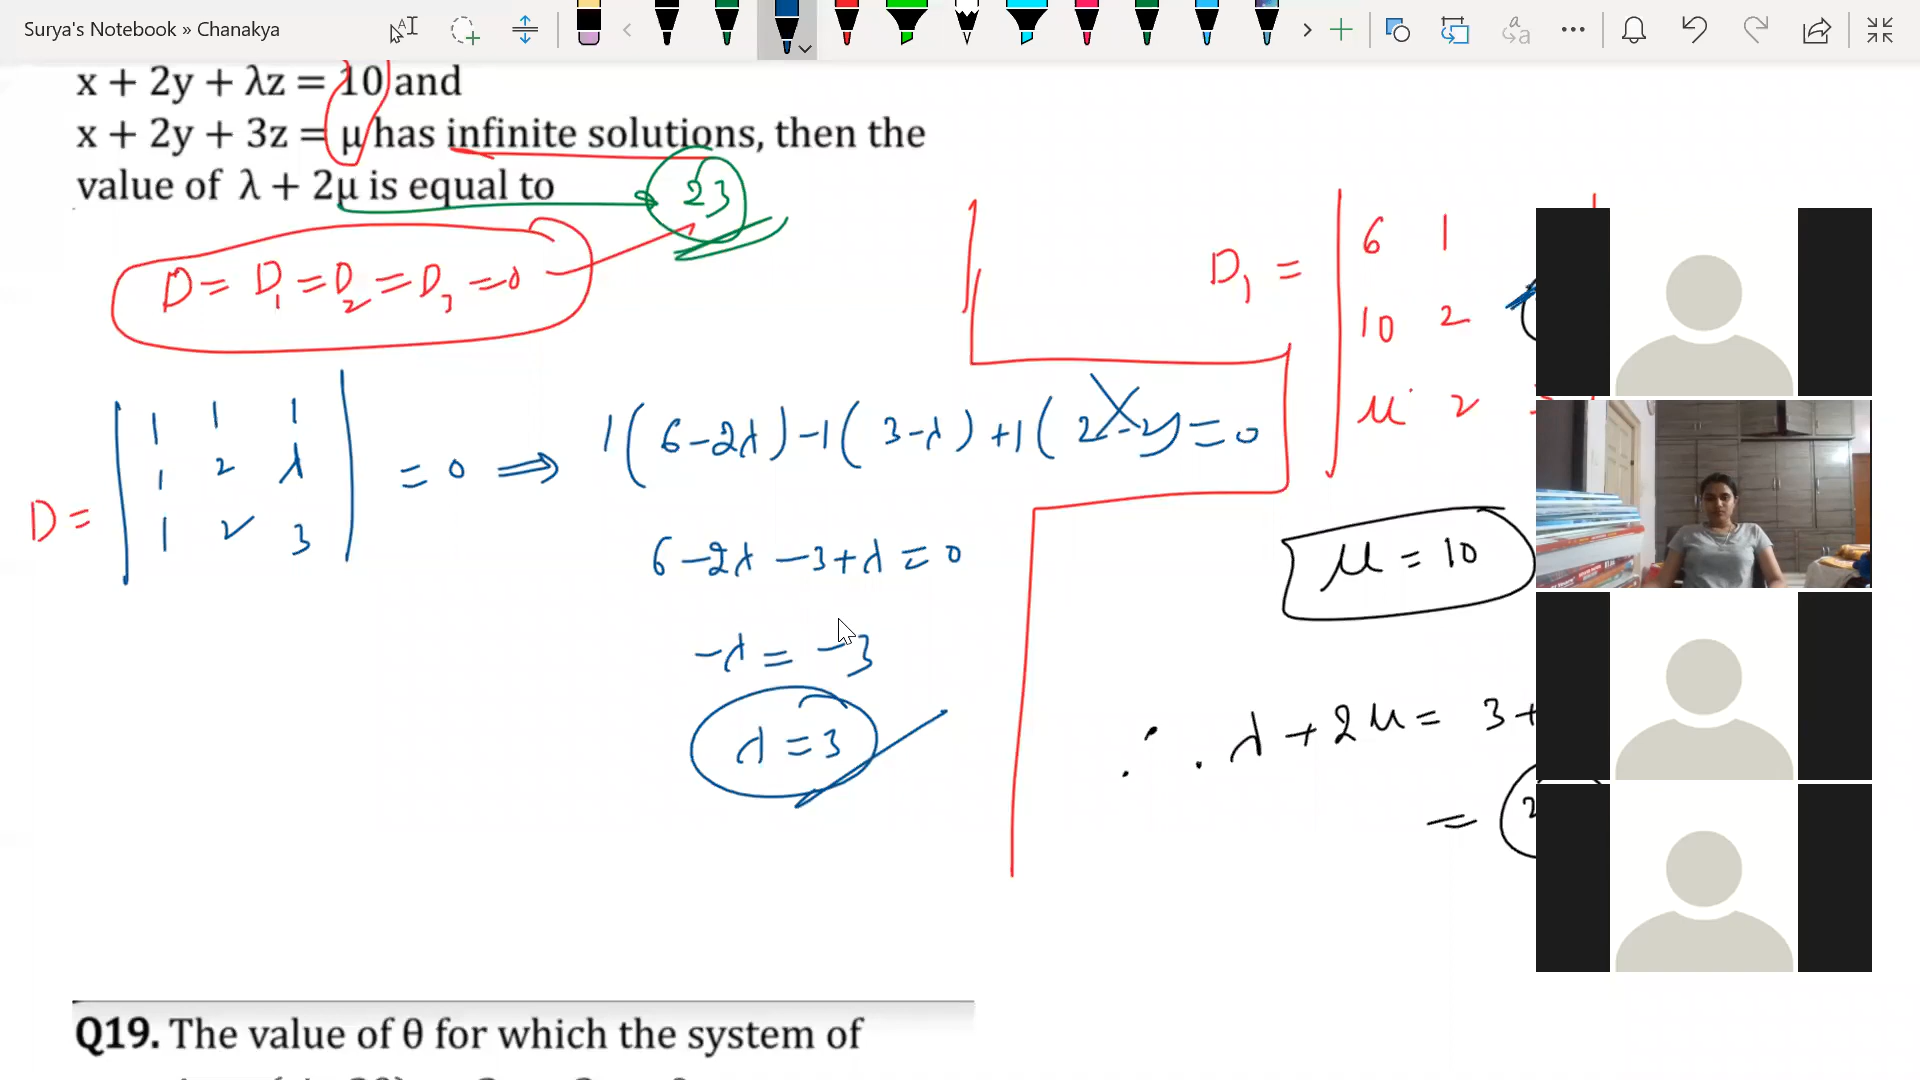 Surya's Notebook » Chanakya
x + 2y + λz = 10 and
x + 2y + 3z = μ has infinite solutions, then the
value of λ + 2μ is equal to
23
D = D1 = D2 = D3 = 0
D1 =
6 1
10 2
μ 2
D =
1 1 1
1 2 λ
1 2 3
= 0 ⟹ 1(6-2λ) -1(3-λ) +1(2-2) = 0
6 - 2λ - 3 + λ = 0
-λ = -3
λ = 3
μ = 10
∴ λ + 2μ = 3 +
=
Q19. The value of θ for which the system of